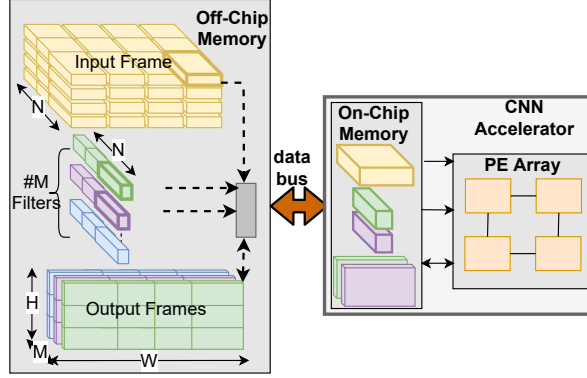 Off-Chip
Memory
Input Frame
N
N
#M
Filters
H
Output Frames
M
W
data
bus
On-Chip
Memory
CNN
Accelerator
PE Array